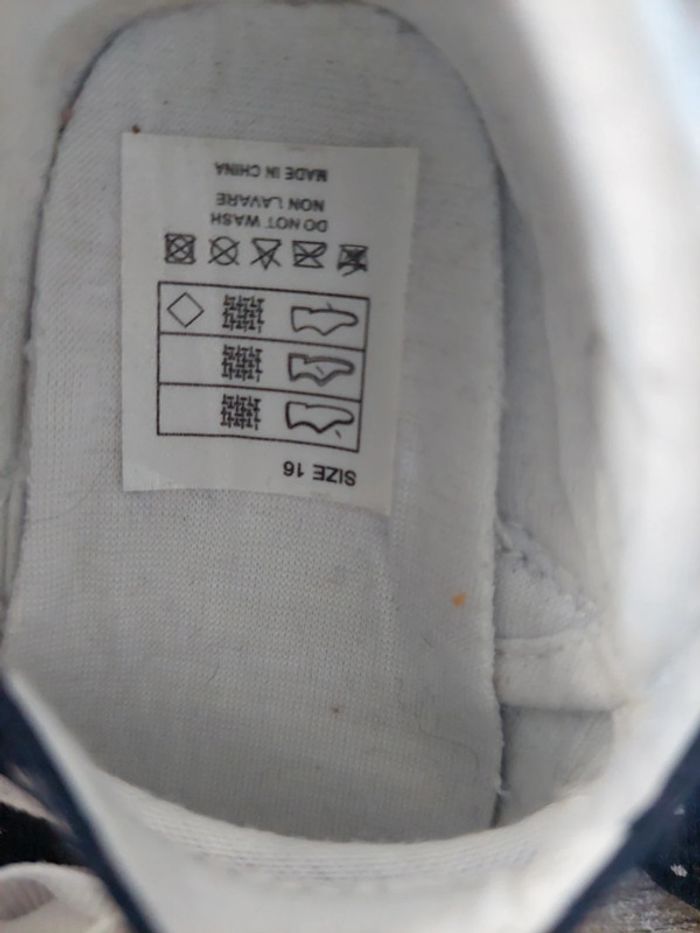 SIZE 16
DO NOT WASH
NON LAVARE
MADE IN CHINA